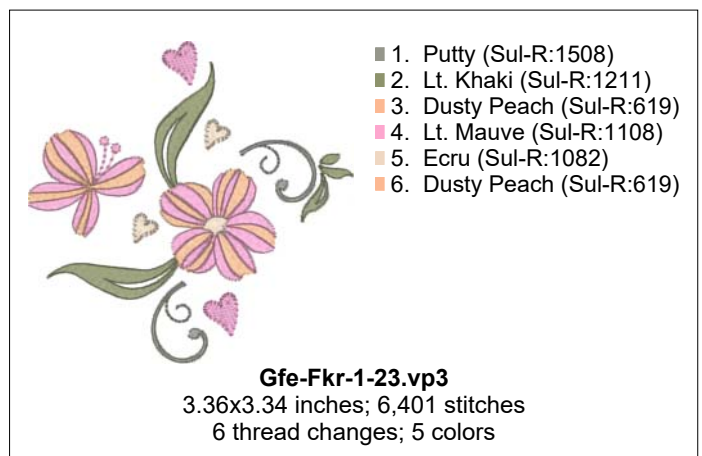 1. Putty (Sul-R:1508)
2. Lt. Khaki (Sul-R:1211)
3. Dusty Peach (Sul-R:619)
4. Lt. Mauve (Sul-R:1108)
5. Ecru (Sul-R:1082)
6. Dusty Peach (Sul-R:619)
Gfe-Fkr-1-23.vp3
3.36x3.34 inches; 6,401 stitches
6 thread changes; 5 colors